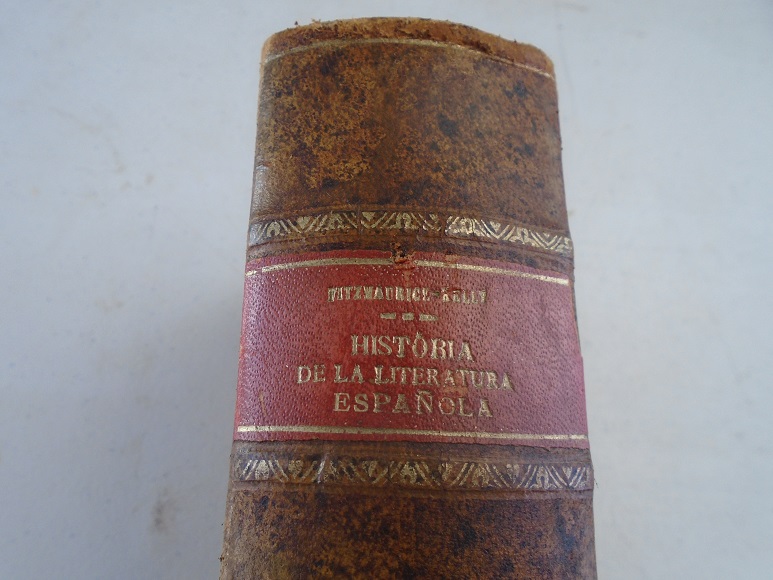 FITZMAURICE-KELLY
HISTÒRIA
DE LA LITERATURA
ESPAÑOLA